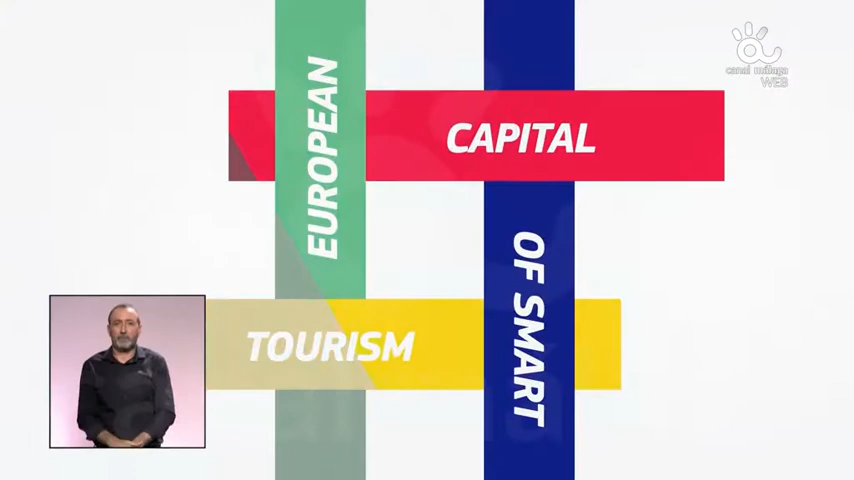 EUROPEAN
CAPITAL
OF SMART
TOURISM
canal málaga
WEB